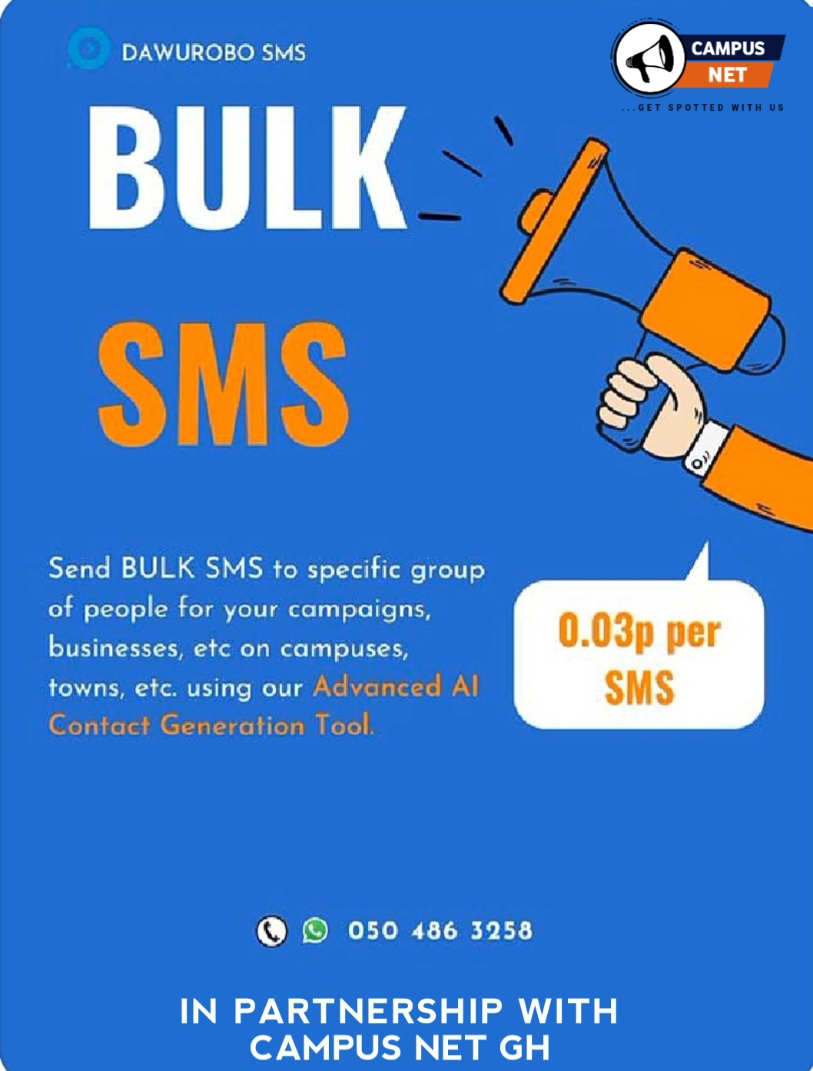 DAWUROBO SMS
CAMPUS
NET
...GET SPOTTED WITH US
BULK
SMS
Send BULK SMS to specific group
of people for your campaigns,
businesses, etc on campuses,
towns, etc. using our Advanced AI
Contact Generation Tool.
0.03p per
SMS
050 486 3258
IN PARTNERSHIP WITH
CAMPUS NET GH